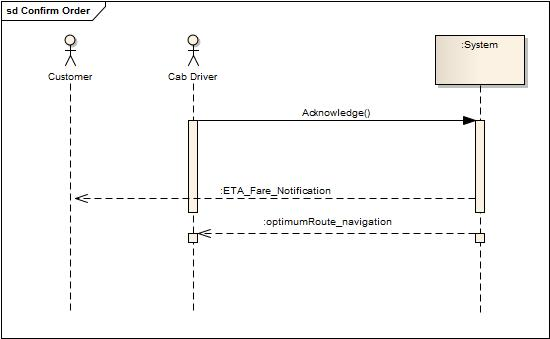 sd Confirm Order
Customer
Cab Driver
:System
Acknowledge()
:ETA_Fare_Notification
:optimumRoute_navigation